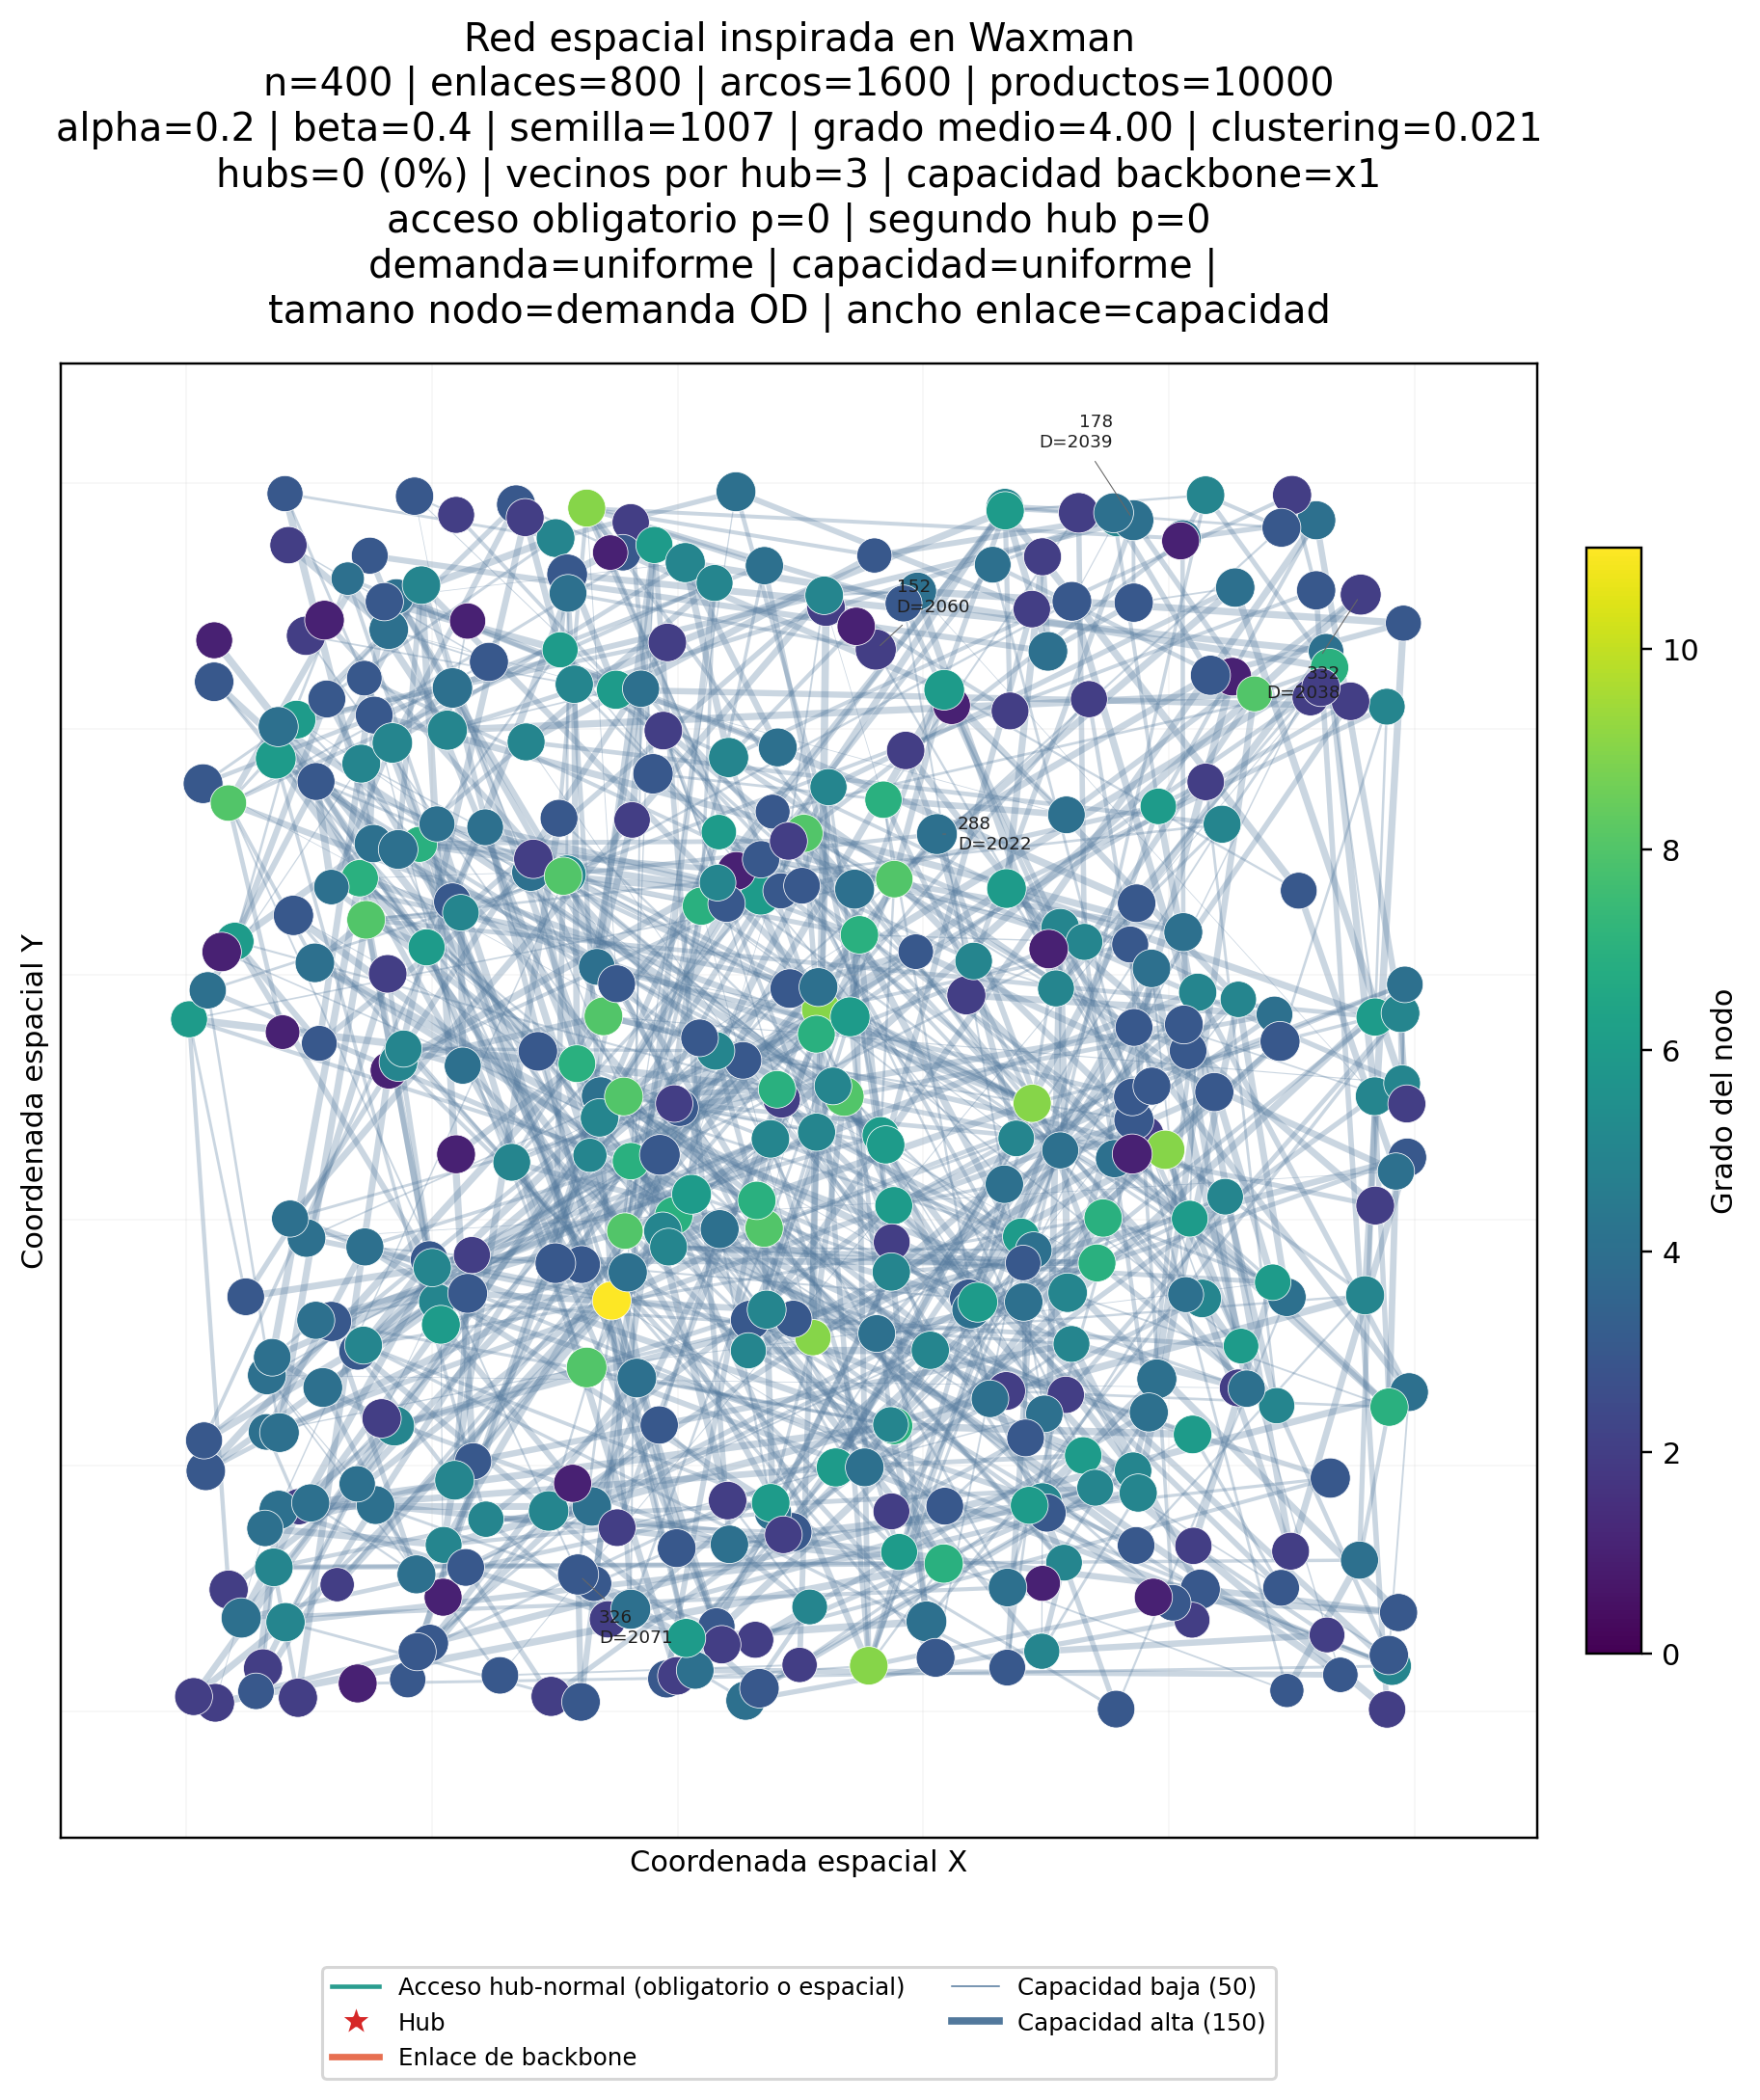 Red espacial inspirada en Waxman
n=400 | enlaces=800 | arcos=1600 | productos=10000
alpha=0.2 | beta=0.4 | semilla=1007 | grado medio=4.00 | clustering=0.021
hubs=0 (0%) | vecinos por hub=3 | capacidad backbone=x1
acceso obligatorio p=0 | segundo hub p=0
demanda=uniforme | capacidad=uniforme |
tamano nodo=demanda OD | ancho enlace=capacidad
178
D=2039
152
D=2060
332
D=2038
288
D=2022
326
D=2071
Coordenada espacial Y
Coordenada espacial X
10
8
6
4
2
0
Grado del nodo
Acceso hub-normal (obligatorio o espacial)
Hub
Enlace de backbone
Capacidad baja (50)
Capacidad alta (150)